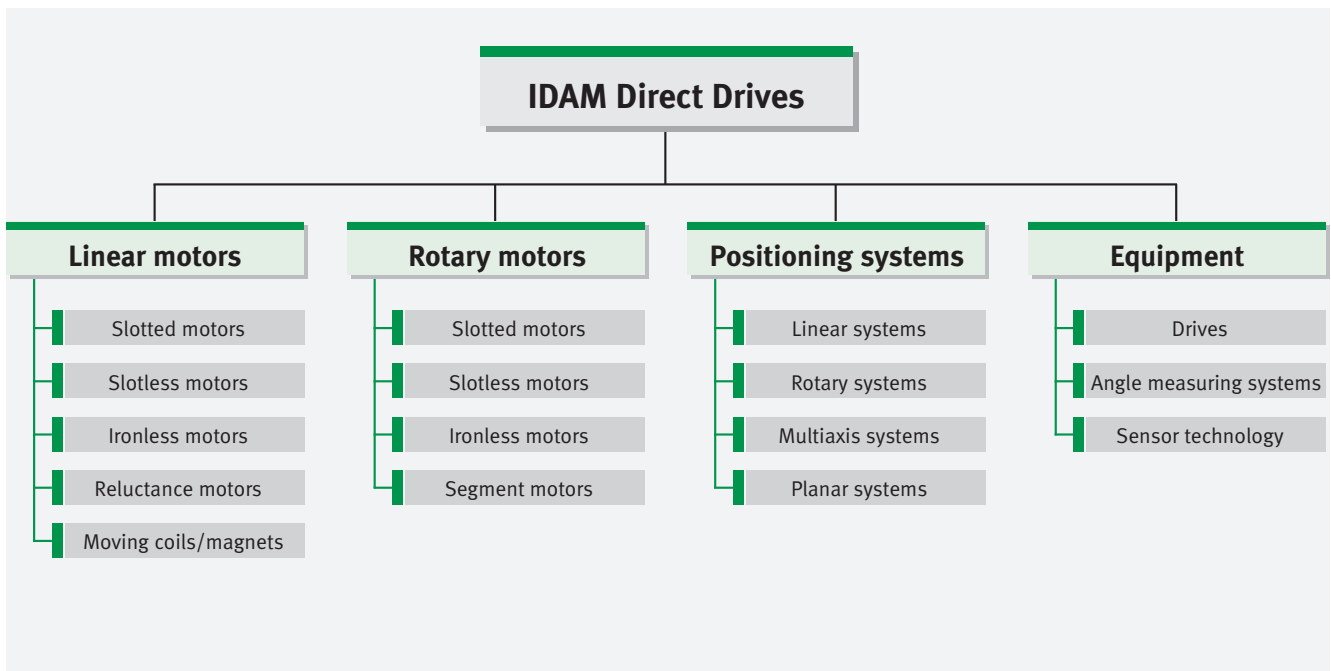 IDAM Direct Drives
Linear motors
Slotted motors
Slotless motors
Ironless motors
Reluctance motors
Moving coils/magnets
Rotary motors
Slotted motors
Slotless motors
Ironless motors
Segment motors
Positioning systems
Linear systems
Rotary systems
Multiaxis systems
Planar systems
Equipment
Drives
Angle measuring systems
Sensor technology